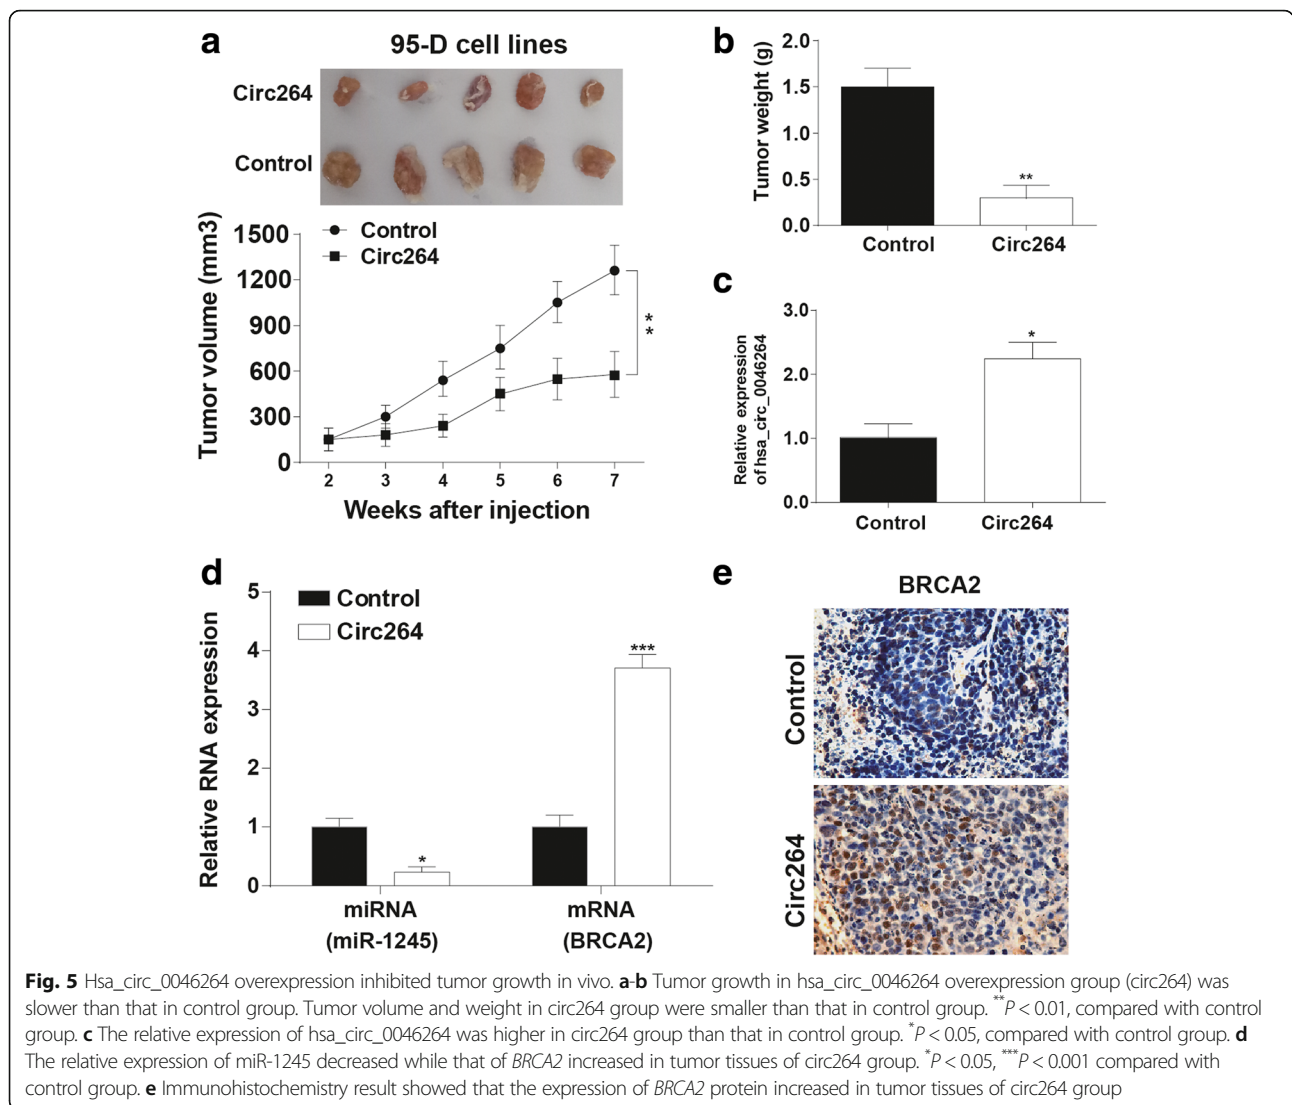 a
95-D cell lines
Circ264
Control
Tumor volume (mm3)
1500
1200
900
600
300
0
Control
Circ264
**
2 3 4 5 6 7
Weeks after injection
b
Tumor weight (g)
2.0
1.5
1.0
0.5
0.0
**
Control Circ264
c
Relative expression
of hsa_circ_0046264
3.0
2.0
1.0
0.0
*
Control Circ264
d
Relative RNA expression
5
4
3
2
1
0
Control
Circ264
*
***
miRNA mRNA
(miR-1245) (BRCA2)
e
BRCA2
Control
Circ264
Fig. 5 Hsa_circ_0046264 overexpression inhibited tumor growth in vivo. a-b Tumor growth in hsa_circ_0046264 overexpression group (circ264) was
slower than that in control group. Tumor volume and weight in circ264 group were smaller than that in control group. **P < 0.01, compared with control
group. c The relative expression of hsa_circ_0046264 was higher in circ264 group than that in control group. *P < 0.05, compared with control group. d
The relative expression of miR-1245 decreased while that of BRCA2 increased in tumor tissues of circ264 group. *P < 0.05, ***P < 0.001 compared with
control group. e Immunohistochemistry result showed that the expression of BRCA2 protein increased in tumor tissues of circ264 group